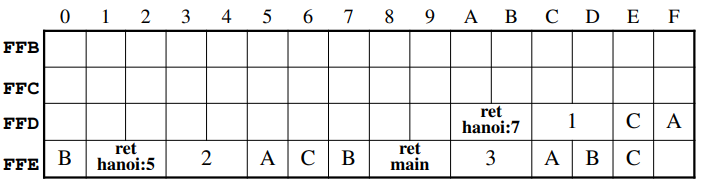 0 1 2 3 4 5 6 7 8 9 A B C D E F
FFB
FFC
FFD ret hanoi:7 1 C A
FFE B ret hanoi:5 2 A C B ret main 3 A B C